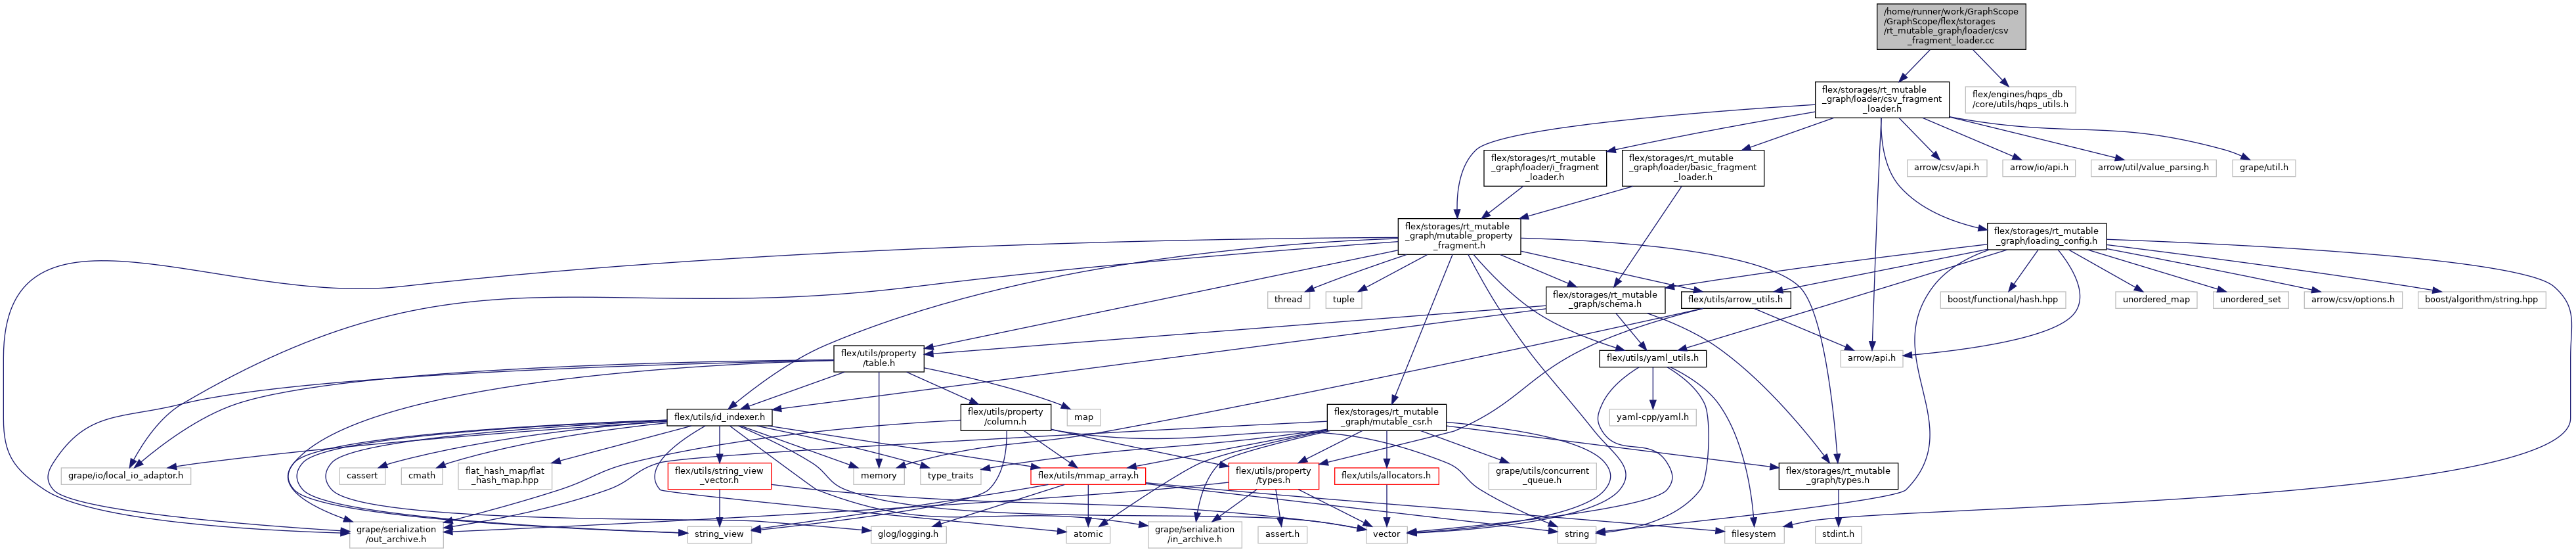 /home/runner/work/GraphScope
/GraphScope/flex/storages
/rt_mutable_graph/loader/csv
_fragment_loader.cc
flex/storages/rt_mutable
_graph/loader/csv_fragment
_loader.h
flex/engines/hqps_db
/core/utils/hqps_utils.h
flex/storages/rt_mutable
_graph/loader/i_fragment
_loader.h
flex/storages/rt_mutable
_graph/loader/basic_fragment
_loader.h
arrow/csv/api.h
arrow/io/api.h
arrow/util/value_parsing.h
grape/util.h
flex/storages/rt_mutable
_graph/mutable_property
_fragment.h
flex/storages/rt_mutable
_graph/loading_config.h
thread
tuple
flex/storages/rt_mutable
_graph/schema.h
flex/utils/arrow_utils.h
boost/functional/hash.hpp
unordered_map
unordered_set
arrow/csv/options.h
boost/algorithm/string.hpp
flex/utils/property
/table.h
flex/utils/yaml_utils.h
arrow/api.h
flex/utils/id_indexer.h
flex/utils/property
/column.h
map
flex/storages/rt_mutable
_graph/mutable_csr.h
yaml-cpp/yaml.h
grape/io/local_io_adaptor.h
cassert
cmath
flat_hash_map/flat
_hash_map.hpp
flex/utils/string_view
_vector.h
memory
type_traits
flex/utils/mmap_array.h
flex/utils/property
/types.h
flex/utils/allocators.h
grape/utils/concurrent
_queue.h
flex/storages/rt_mutable
_graph/types.h
grape/serialization
/out_archive.h
string_view
glog/logging.h
atomic
grape/serialization
/in_archive.h
assert.h
vector
string
filesystem
stdint.h